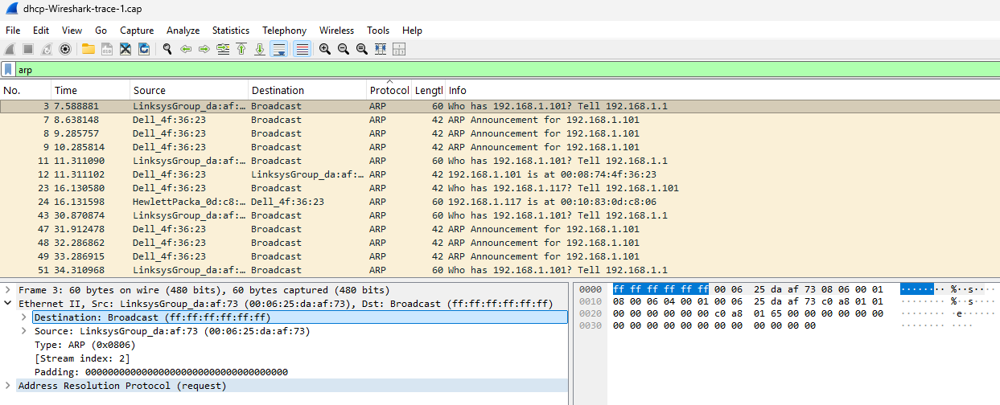 dhcp-Wireshark-trace-1.cap
File Edit View Go Capture Analyze Statistics Telephony Wireless Tools Help
arp
No. Time Source Destination Protocol Lengtl Info
3 7.588881 LinksysGroup_da:af:… Broadcast ARP 60 Who has 192.168.1.101? Tell 192.168.1.1
7 8.638148 Dell_4f:36:23 Broadcast ARP 42 ARP Announcement for 192.168.1.101
8 9.285757 Dell_4f:36:23 Broadcast ARP 42 ARP Announcement for 192.168.1.101
9 10.285814 Dell_4f:36:23 Broadcast ARP 42 ARP Announcement for 192.168.1.101
11 11.311090 LinksysGroup_da:af:… Broadcast ARP 60 Who has 192.168.1.101? Tell 192.168.1.1
12 11.311102 Dell_4f:36:23 LinksysGroup_da:af:… ARP 42 192.168.1.101 is at 00:08:74:4f:36:23
23 16.130580 Dell_4f:36:23 Broadcast ARP 42 Who has 192.168.1.117? Tell 192.168.1.101
24 16.131598 HewlettPacka_0d:c8:… Dell_4f:36:23 ARP 60 192.168.1.117 is at 00:10:83:0d:c8:06
43 30.870874 LinksysGroup_da:af:… Broadcast ARP 60 Who has 192.168.1.101? Tell 192.168.1.1
47 31.912478 Dell_4f:36:23 Broadcast ARP 42 ARP Announcement for 192.168.1.101
48 32.286862 Dell_4f:36:23 Broadcast ARP 42 ARP Announcement for 192.168.1.101
49 33.286915 Dell_4f:36:23 Broadcast ARP 42 ARP Announcement for 192.168.1.101
51 34.310968 LinksysGroup_da:af:… Broadcast ARP 60 Who has 192.168.1.101? Tell 192.168.1.1
Frame 3: 60 bytes on wire (480 bits), 60 bytes captured (480 bits)
Ethernet II, Src: LinksysGroup_da:af:73 (00:06:25:da:af:73), Dst: Broadcast (ff:ff:ff:ff:ff:ff)
Destination: Broadcast (ff:ff:ff:ff:ff:ff)
Source: LinksysGroup_da:af:73 (00:06:25:da:af:73)
Type: ARP (0x0806)
[Stream index: 2]
Padding: 000000000000000000000000000000000000
Address Resolution Protocol (request)
0000 ff ff ff ff ff ff 00 06 25 da af 73 08 06 00 01 ········ %··s····
0010 08 00 06 04 00 01 00 06 25 da af 73 c0 a8 01 01 ········ %··s····
0020 00 00 00 00 00 00 c0 a8 01 65 00 00 00 00 00 00 ········ ·e······
0030 00 00 00 00 00 00 00 00 00 00 00 00 ········ ····